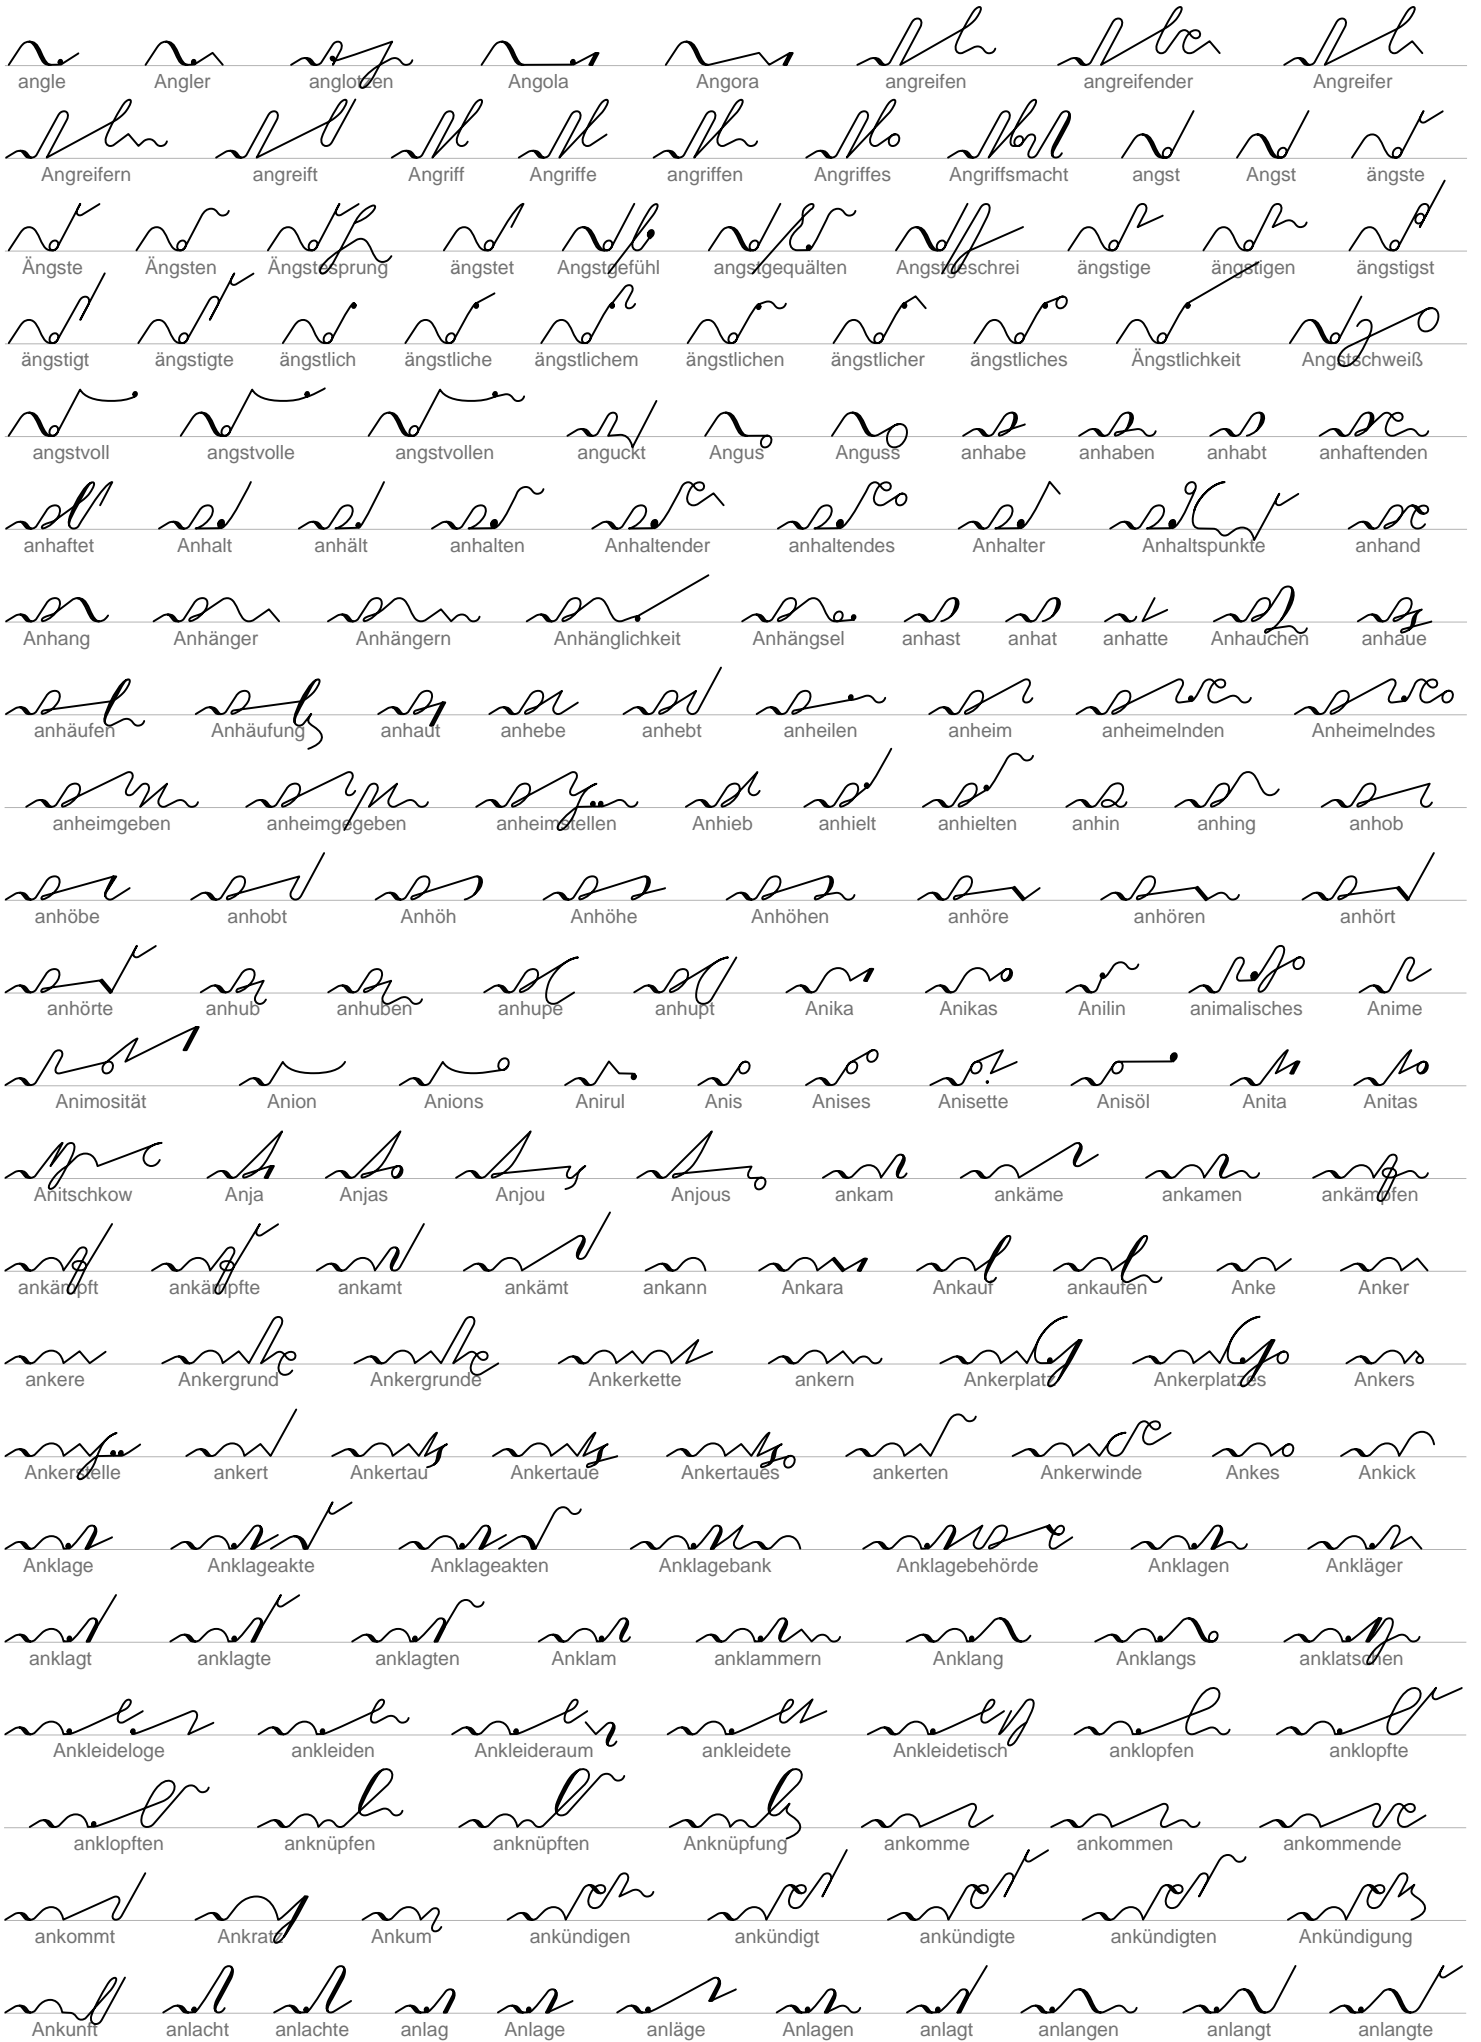 angle Angler anglotzen Angola Angora angreifen angreifender Angreifer
Angreifern angreift Angriff Angriffe angriffen Angriffes Angriffsmacht angst Angst ängste
Ängste Ängsten Ängstesprung ängstet Angstgefühl angstgequälten Angstgeschrei ängstige ängstigen ängstigst
ängstigt ängstigte ängstlich ängstliche ängstlichem ängstlichen ängstlicher ängstliches Ängstlichkeit Angstschweiß
angstvoll angstvolle angstvollen anguckt Angus Anguss anhabe anhaben anhabt anhaftenden
anhaftet Anhalt anhält anhalten Anhaltender anhaltendes Anhalter Anhaltspunkte anhand
Anhang Anhänger Anhängern Anhänglichkeit Anhängsel anhast anhat anhatte Anhauchen anhaue
anhäufen Anhäufung anhaut anhebe anhebt anheilen anheim anheimelnden Anheimelndes
anheimgeben anheimgegeben anheimstellen Anhieb anhielt anhielten anhin anhing anhob
anhöbe anhobt Anhöh Anhöhe Anhöhen anhöre anhören anhört
anhörte anhub anhuben anhupe anhupt Anika Anikas Anilin animalisches Anime
Animosität Anion Anions Anirul Anis Anises Anisette Anisöl Anita Anitas
Anitschkow Anja Anjas Anjou Anjous ankam ankäme ankamen ankämpfen
ankämpft ankämpfte ankamt ankämt ankann Ankara Ankauf ankaufen Anke Anker
ankere Ankergrund Ankergrunde Ankerkette ankern Ankerplatz Ankerplatzes Ankers
Ankerstelle ankert Ankertau Ankertaue Ankertaues ankerten Ankerwinde Ankes Ankick
Anklage Anklageakte Anklageakten Anklagebank Anklagebehörde Anklagen Ankläger
anklagt anklagte anklagten Anklam anklammern Anklang Anklangs anklatschen
Ankleideloge ankleiden Ankleideraum ankleidete Ankleidetisch anklopfen anklopfte
anklopften anknüpfen anknüpften Anknüpfung ankomme ankommen ankommende
ankommt Ankratz Ankum ankündigen ankündigt ankündigte ankündigten Ankündigung
Ankunft anlacht anlachte anlag Anlage anläge Anlagen anlagt anlangen anlangt anlangte